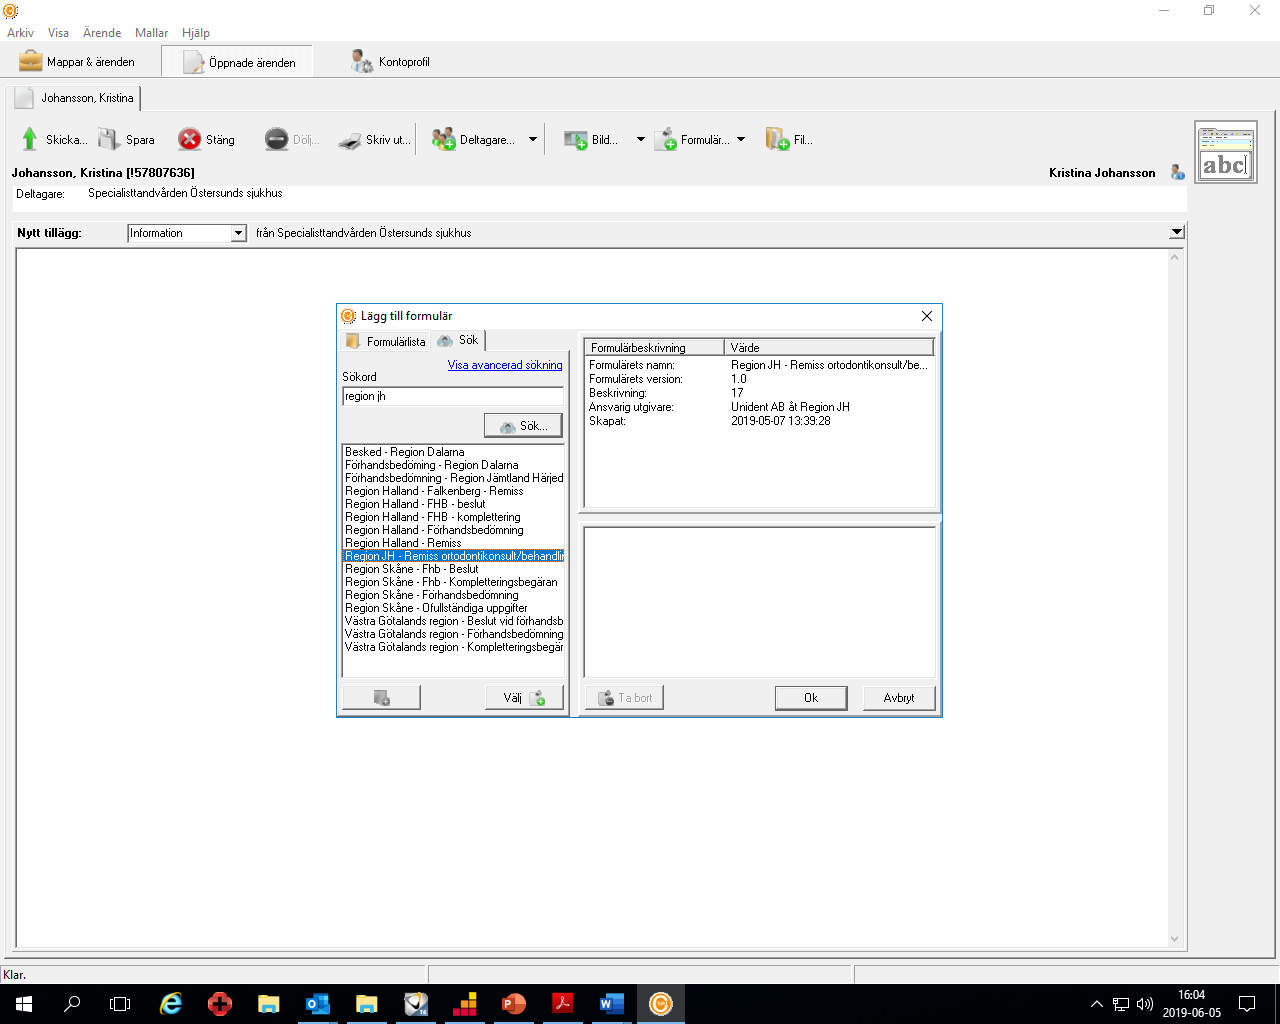 Arkiv Visa Ärende Mallar Hjälp
Mappar & ärenden Öppnade ärenden Kontoprofil
Johansson, Kristina
Skicka... Spara Stäng Dölj... Skriv ut... Deltagare... Bild... Formulär... Fil...
abc
Johansson, Kristina [!57807636] Kristina Johansson
Deltagare: Specialisttandvården Östersunds sjukhus
Nytt tillägg: Information från Specialisttandvården Östersunds sjukhus
Lägg till formulär
Formulärlista Sök
Visa avancerad sökning
Sökord
region jh
Sök...
Besked - Region Dalarna
Förhandsbedöming - Region Dalarna
Förhandsbedömning - Region Jämtland Härjed
Region Halland - Falkenberg - Remiss
Region Halland - FHB - beslut
Region Halland - FHB - komplettering
Region Halland - Förhandsbedömning
Region Halland - Remiss
Region JH - Remiss ortodontikonsult/behandlin
Region Skåne - Fhb - Beslut
Region Skåne - Fhb - Kompletteringsbegäran
Region Skåne - Förhandsbedömning
Region Skåne - Ofullständiga uppgifter
Västra Götalands region - Beslut vid förhandsb
Västra Götalands region - Förhandsbedömning
Västra Götalands region - Kompletteringsbegär
Välj
Formulärbeskrivning Värde
Formulärets namn: Region JH - Remiss ortodontikonsult/be...
Formulärets version: 1.0
Beskrivning: 17
Ansvarig utgivare: Unident AB åt Region JH
Skapat: 2019-05-07 13:39:28
Ta bort Ok Avbryt
Klar.
16:04
2019-06-05